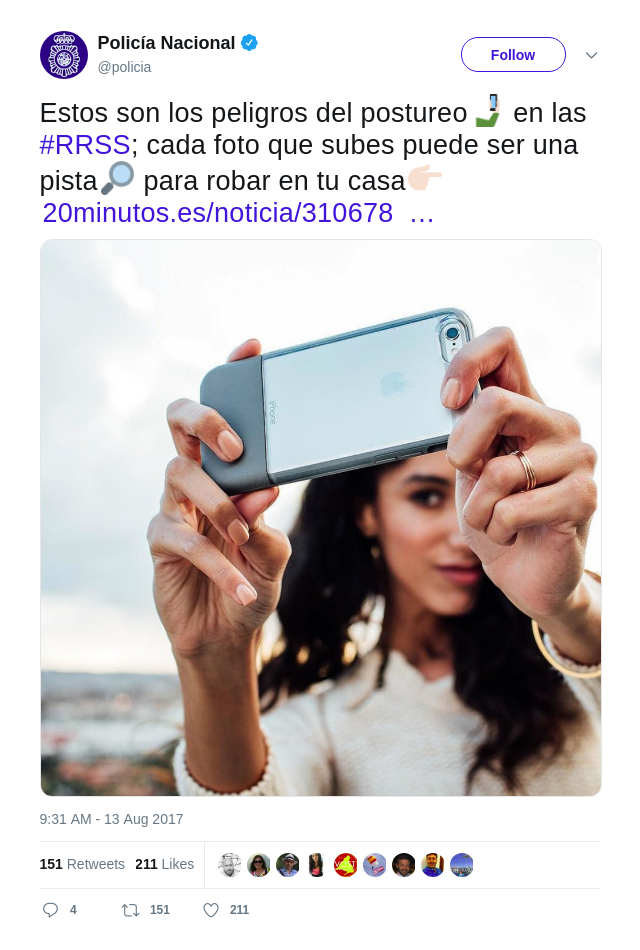 Policía Nacional
@policia
Follow
Estos son los peligros del postureo en las
#RRSS; cada foto que subes puede ser una
pista para robar en tu casa
20minutos.es/noticia/310678 …
iPhone
9:31 AM - 13 Aug 2017
151 Retweets 211 Likes
4 151 211